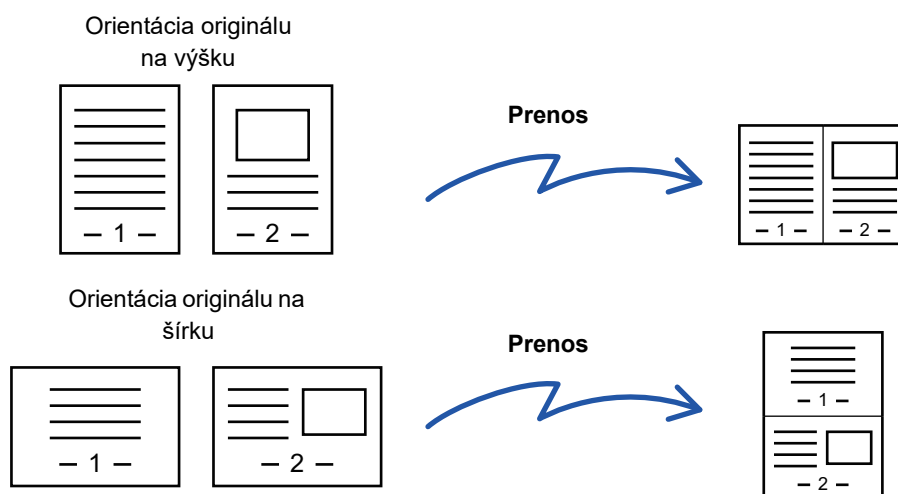 Orientácia originálu
na výšku
Prenos
– 1 –
– 2 –
– 1 –
– 2 –
Orientácia originálu na
šírku
Prenos
– 1 –
– 2 –
– 1 –
– 2 –